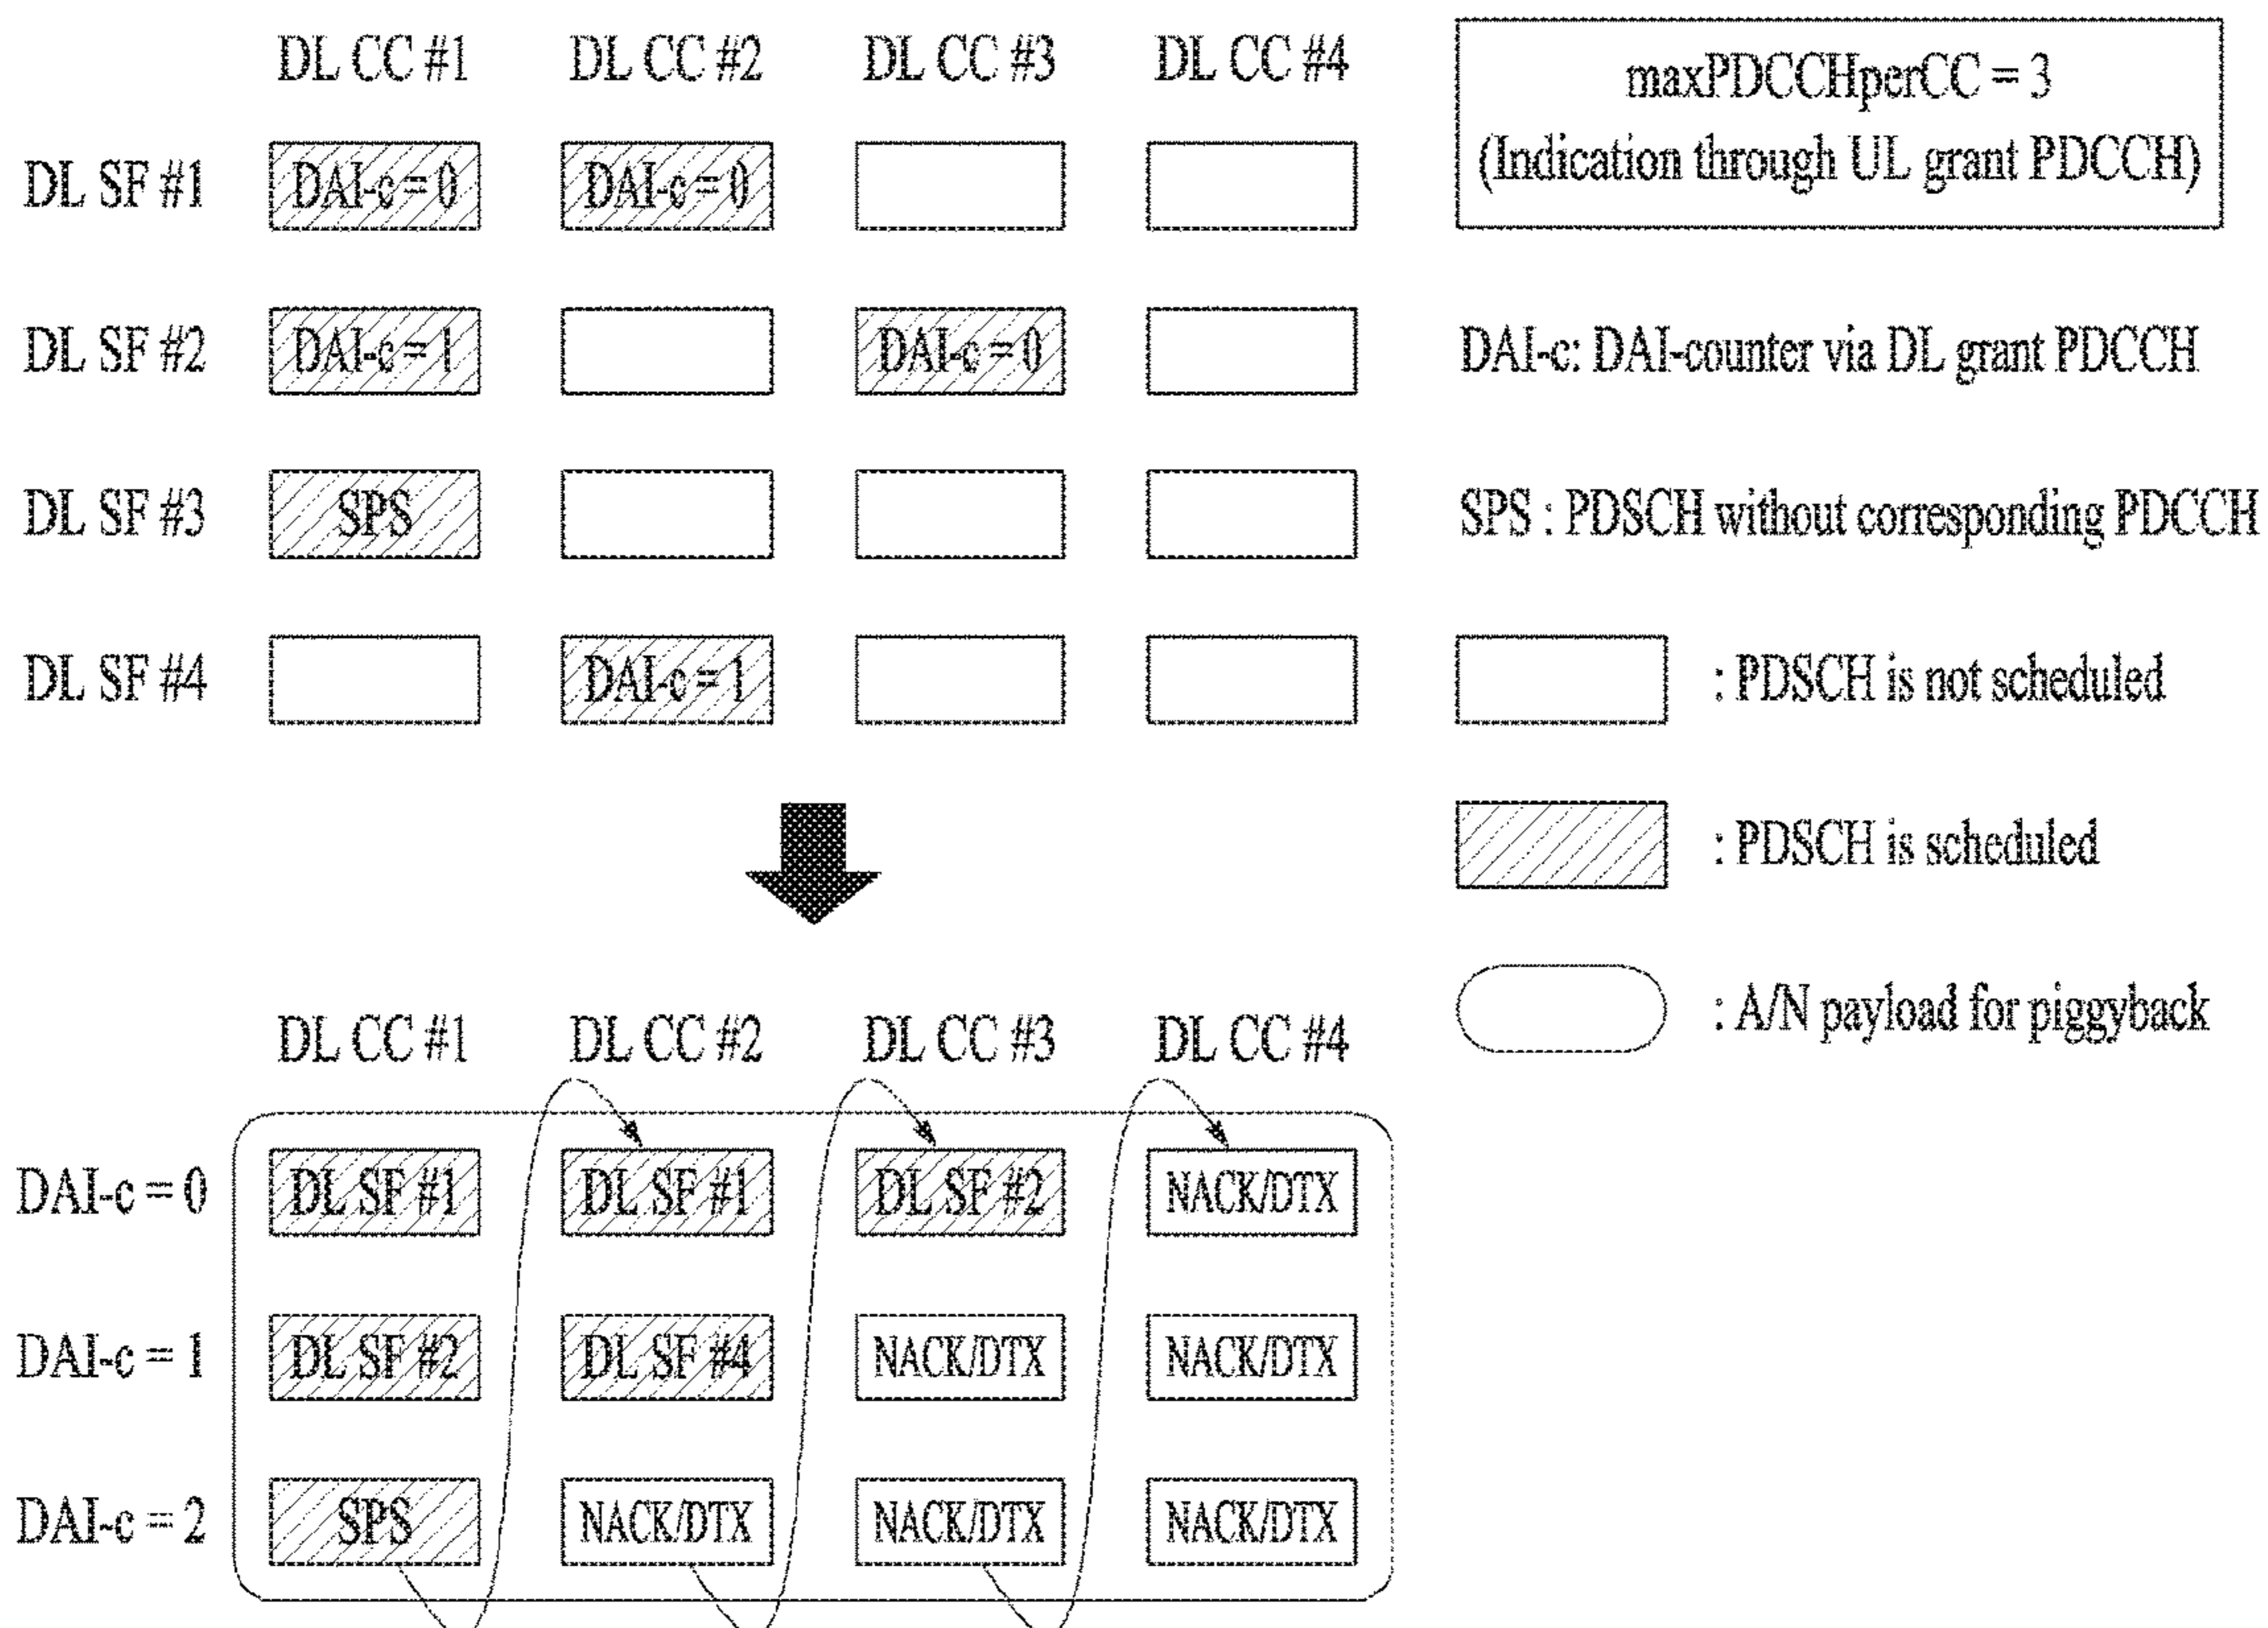 DL CC #1 DL CC #2 DL CC #3 DL CC #4
maxPDCCHperCC = 3
(Indication through UL grant PDCCH)
DL SF #1 DAI-c = 0 DAI-c = 0
DL SF #2 DAI-c = 1 DAI-c = 0 DAI-c: DAI-counter via DL grant PDCCH
DL SF #3 SPS SPS : PDSCH without corresponding PDCCH
DL SF #4 DAI-c = 1 : PDSCH is not scheduled
: PDSCH is scheduled
: A/N payload for piggyback
DL CC #1 DL CC #2 DL CC #3 DL CC #4
DAI-c = 0 DL SF #1 DL SF #1 DL SF #2 NACK/DTX
DAI-c = 1 DL SF #2 DL SF #4 NACK/DTX NACK/DTX
DAI-c = 2 SPS NACK/DTX NACK/DTX NACK/DTX